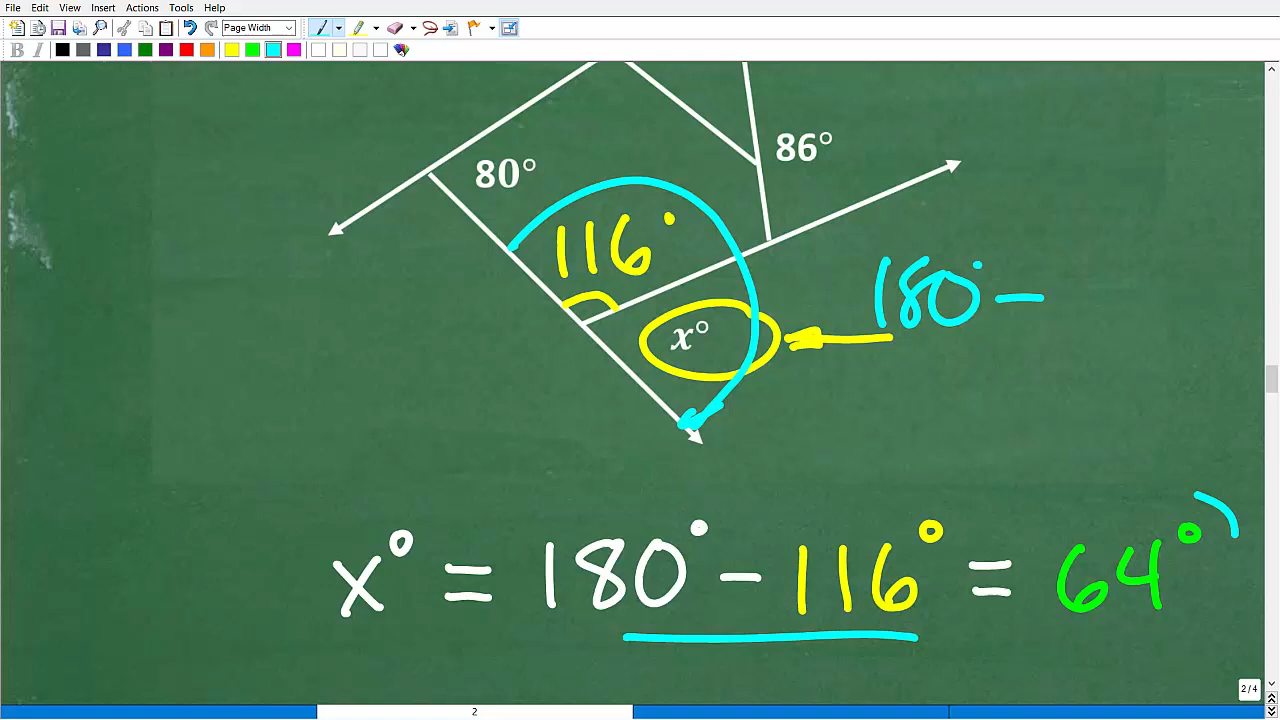 File Edit View Insert Actions Tools Help
Page Width
B I
86°
80°
116°
180° –
x°
x° = 180° – 116° = 64°
2/4
2